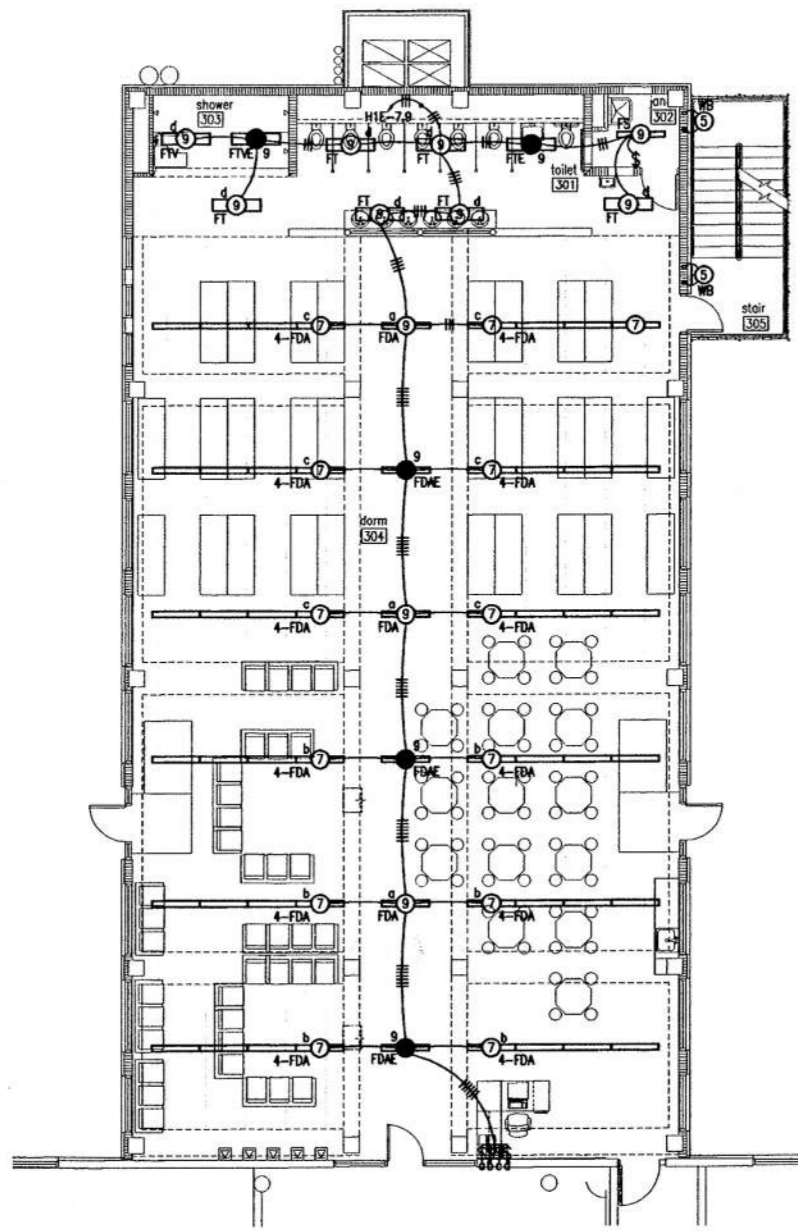 shower
303
H1E-7,9
an
302
WB
5
FS
9
$
d
9
FTV
FTVE
9
d
9
FT
d
9
FT
9
FTE
toilet
301
d
9
FT
d
9
FT
FT
9
d
FT
9
d
5
WB
stair
305
c
7
4-FDA
a
9
FDA
c
7
4-FDA
7
c
7
4-FDA
9
FDAE
c
7
4-FDA
dorm
304
c
7
4-FDA
a
9
FDA
c
7
4-FDA
b
7
4-FDA
9
FDAE
b
7
4-FDA
b
7
4-FDA
a
9
FDA
b
7
4-FDA
b
7
4-FDA
9
FDAE
b
7
4-FDA